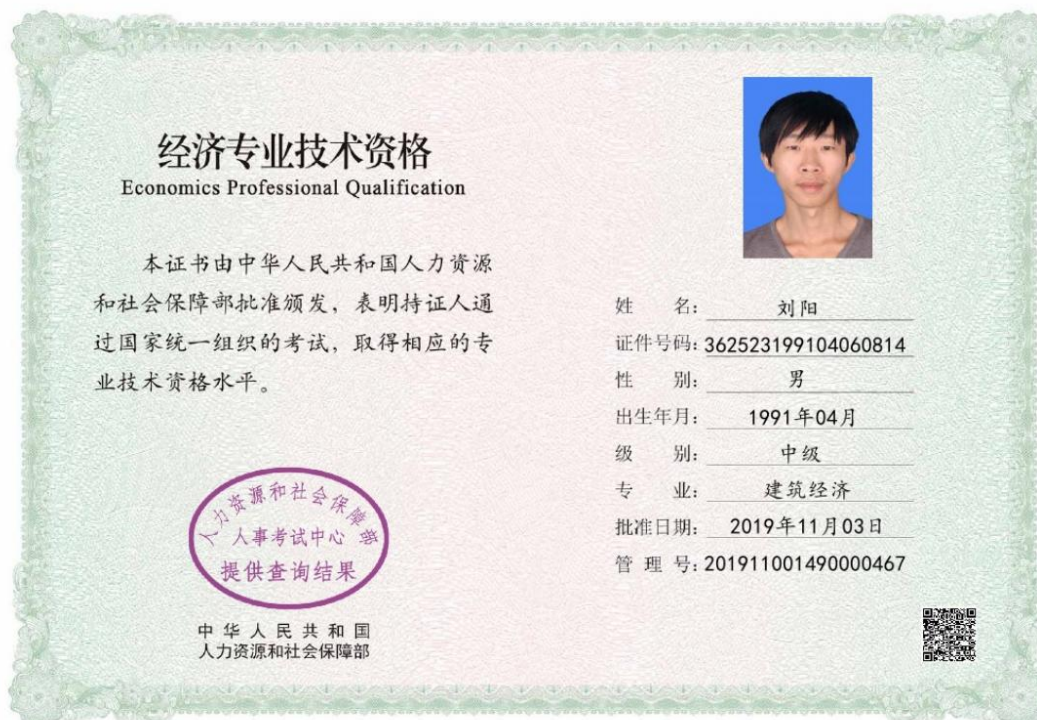 经济专业技术资格
Economics Professional Qualification
本证书由中华人民共和国人力资源
和社会保障部批准颁发，表明持证人通
过国家统一组织的考试，取得相应的专
业技术资格水平。
人力资源和社会保障部
人事考试中心
提供查询结果
中华人民共和国
人力资源和社会保障部
姓 名：刘阳
证件号码：362523199104060814
性 别：男
出生年月：1991年04月
级 别：中级
专 业：建筑经济
批准日期：2019年11月03日
管 理 号：201911001490000467